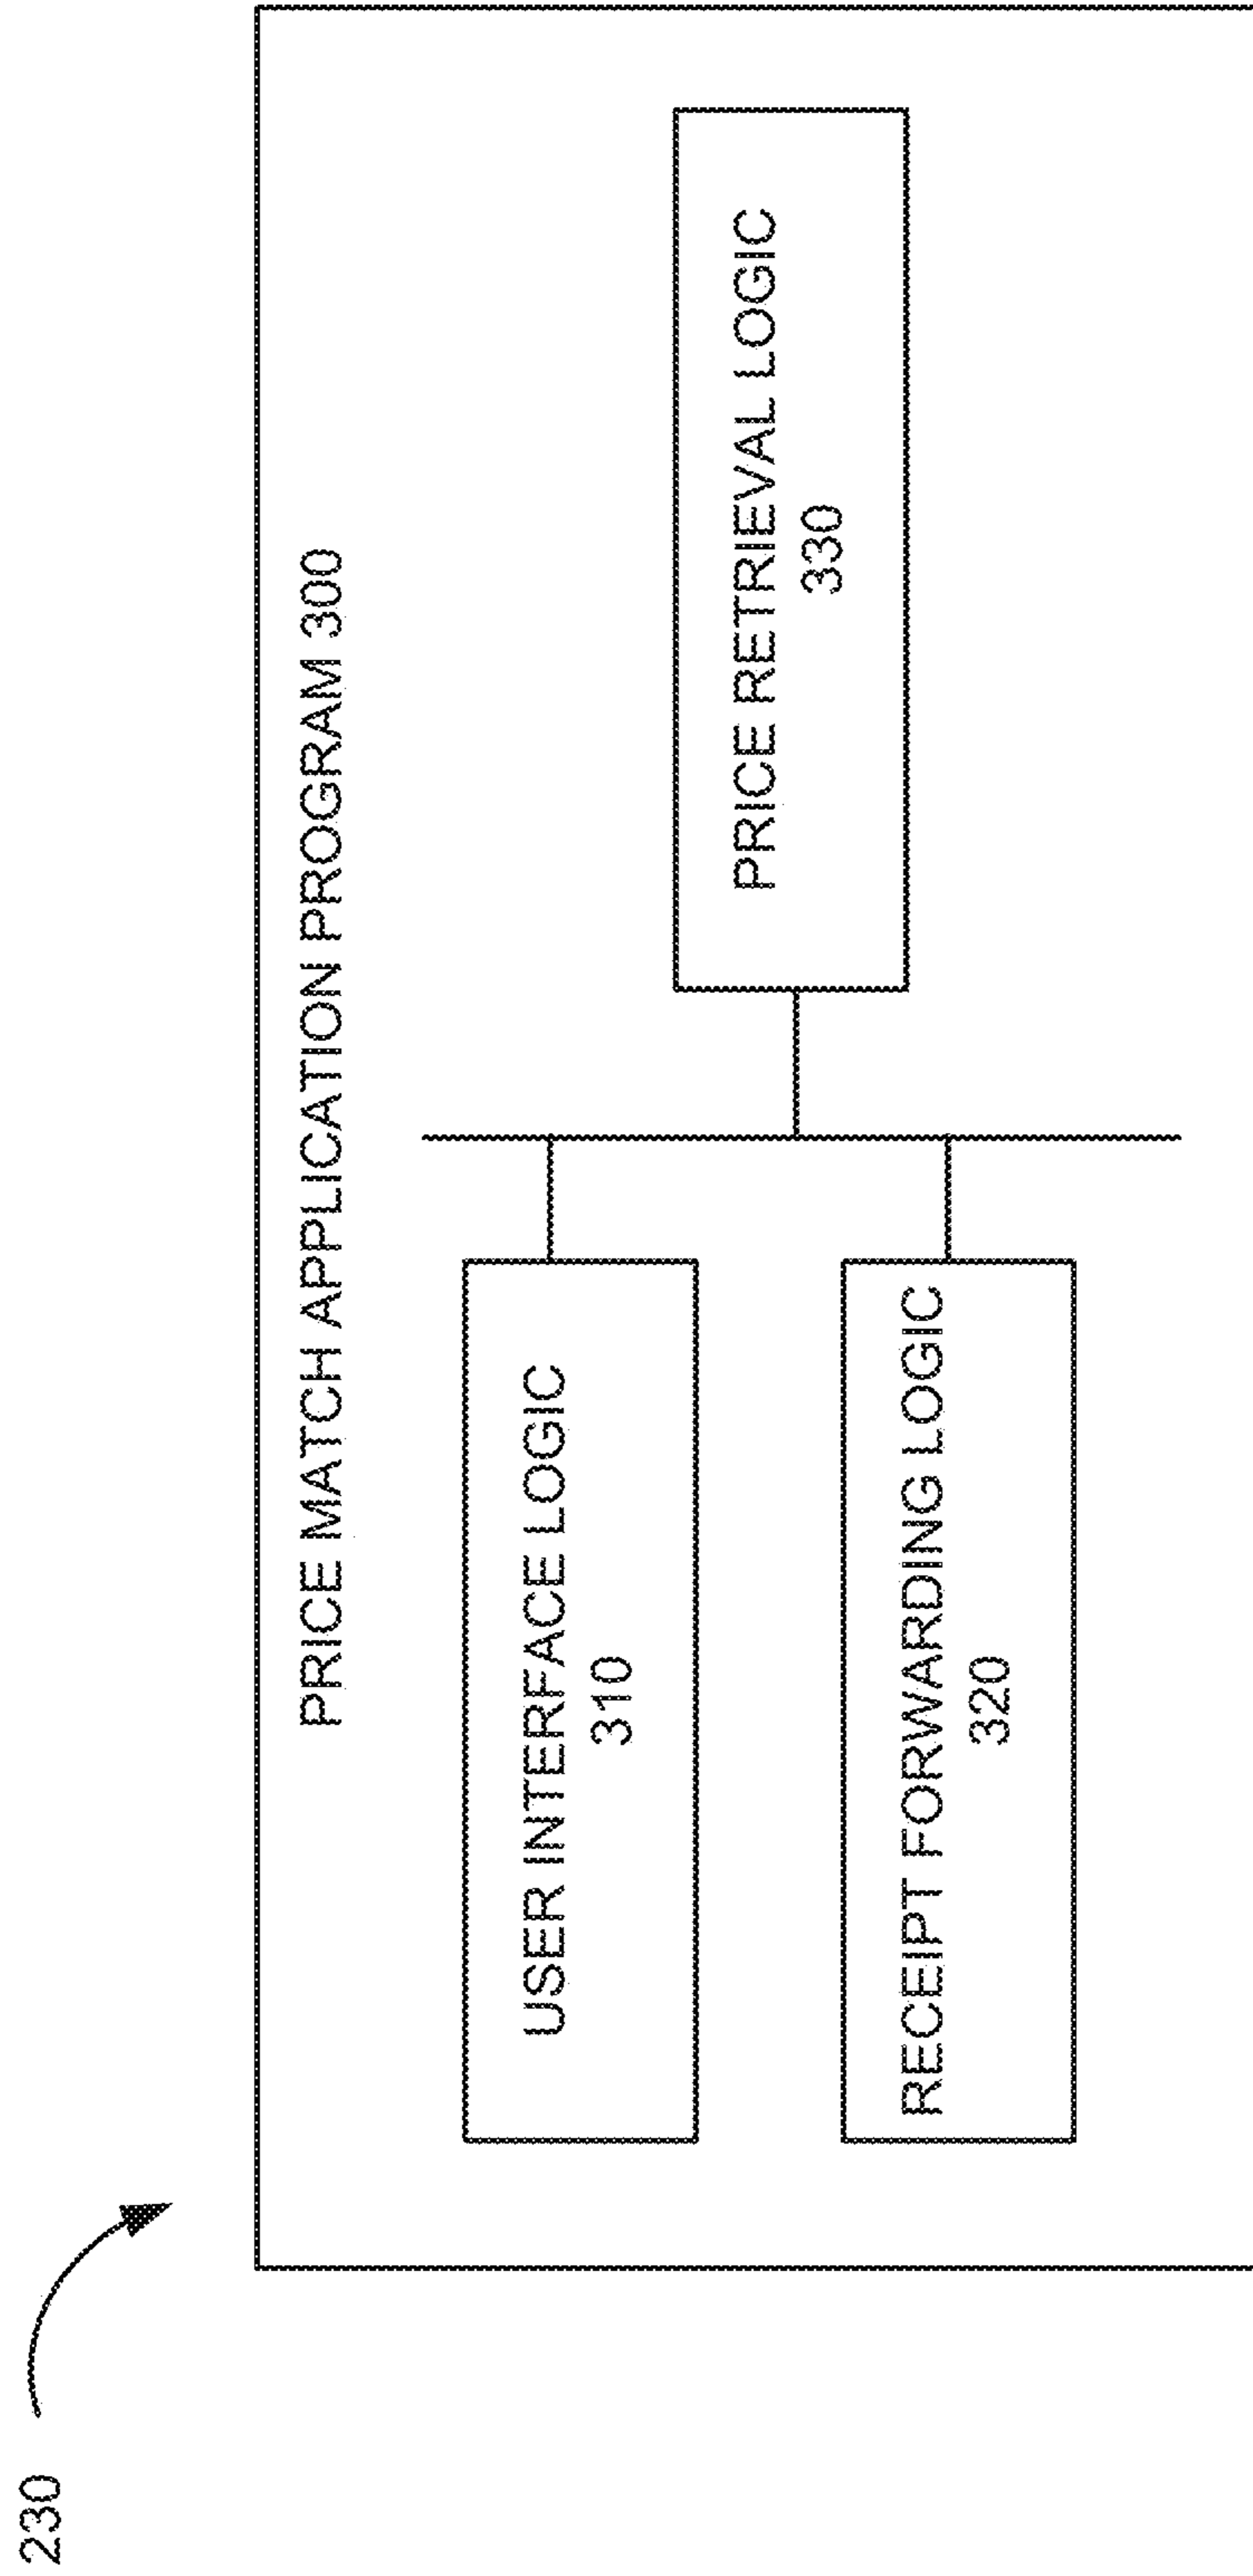 230
PRICE MATCH APPLICATION PROGRAM 300
USER INTERFACE LOGIC
310
RECEIPT FORWARDING LOGIC
320
PRICE RETRIEVAL LOGIC
330